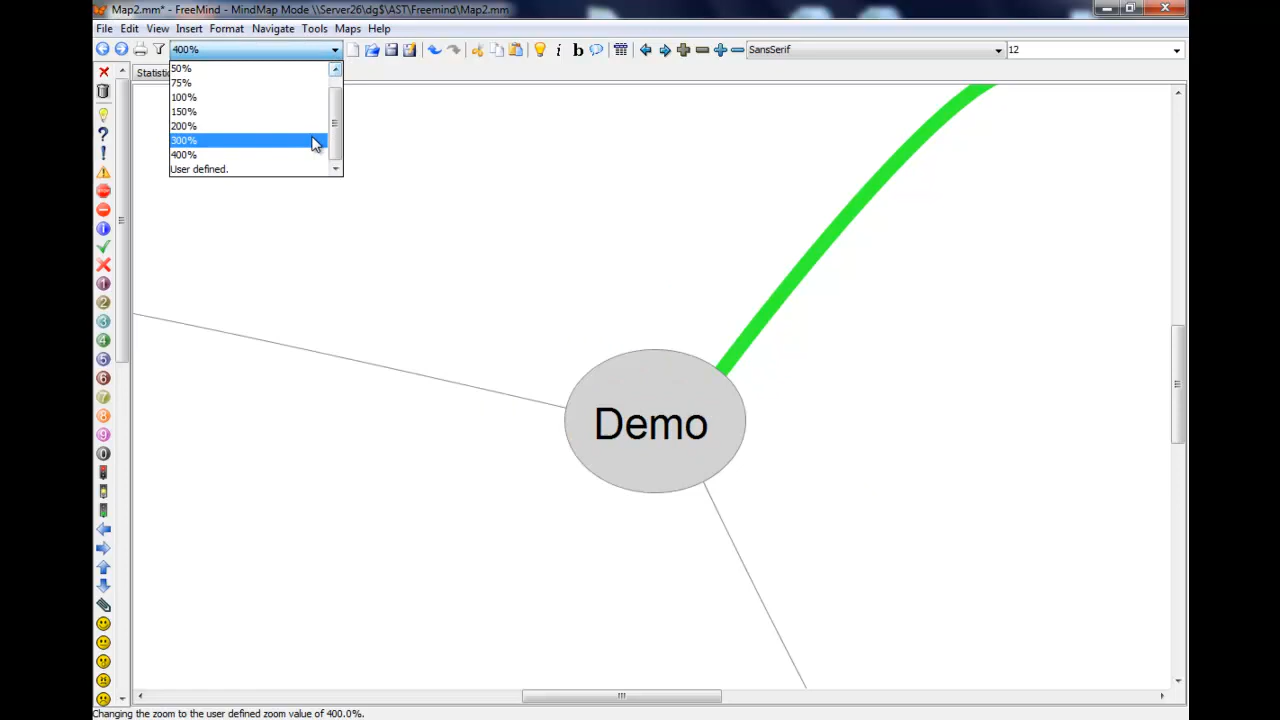 Map2.mm* - FreeMind - MindMap Mode \\Server26\dg$\AST\Freemind\Map2.mm
File Edit View Insert Format Navigate Tools Maps Help
400%
SansSerif
12
Statisti
50%
75%
100%
150%
200%
300%
400%
User defined.
Demo
Changing the zoom to the user defined zoom value of 400.0%.